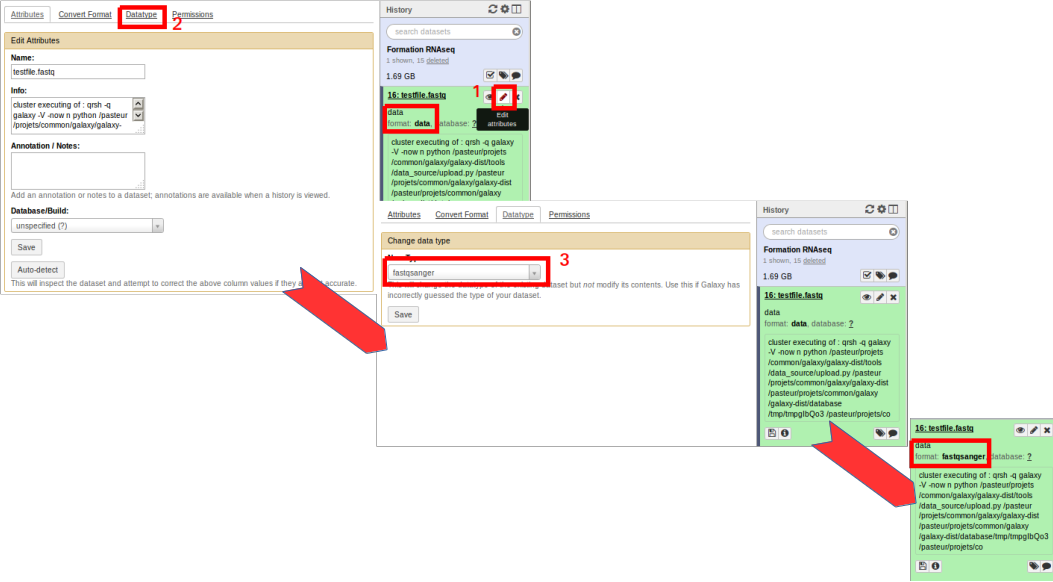 Attributes Convert Format Datatype Permissions
2
Edit Attributes
Name:
testfile.fastq
Info:
cluster executing of : qrsh -q
galaxy -V -now n python /pasteur
/projets/common/galaxy/galaxy-
Annotation / Notes:
Add an annotation or notes to a dataset; annotations are available when a history is viewed.
Database/Build:
unspecified (?)
Save
Auto-detect
This will inspect the dataset and attempt to correct the above column values if they accurate.
History
search datasets
Formation RNAseq
1 shown, 15 deleted
1.69 GB
1
16: testfile.fastq
Edit
attributes
data
format: data, database: ?
cluster executing of : qrsh -q galaxy
-V -now n python /pasteur/projets
/common/galaxy/galaxy-dist/tools
/data_source/upload.py /pasteur
/projets/common/galaxy/galaxy-dist
/pasteur/projets/common/galaxy
Attributes Convert Format Datatype Permissions
Change data type
3
fastqsanger
change the datatype of the existing dataset but not modify its contents. Use this if Galaxy has
incorrectly guessed the type of your dataset.
Save
History
search datasets
Formation RNAseq
1 shown, 15 deleted
1.69 GB
16: testfile.fastq
data
format: data, database: ?
cluster executing of : qrsh -q galaxy
-V -now n python /pasteur/projets
/common/galaxy/galaxy-dist/tools
/data_source/upload.py /pasteur
/projets/common/galaxy/galaxy-dist
/pasteur/projets/common/galaxy
/galaxy-dist/database
/tmp/tmpgIbQo3 /pasteur/projets/co
16: testfile.fastq
data
format: fastqsanger, database: ?
cluster executing of : qrsh -q galaxy
-V -now n python /pasteur/projets
/common/galaxy/galaxy-dist/tools
/data_source/upload.py /pasteur
/projets/common/galaxy/galaxy-dist
/pasteur/projets/common/galaxy
/galaxy-dist/database/tmp/tmpgIbQo3
/pasteur/projets/co